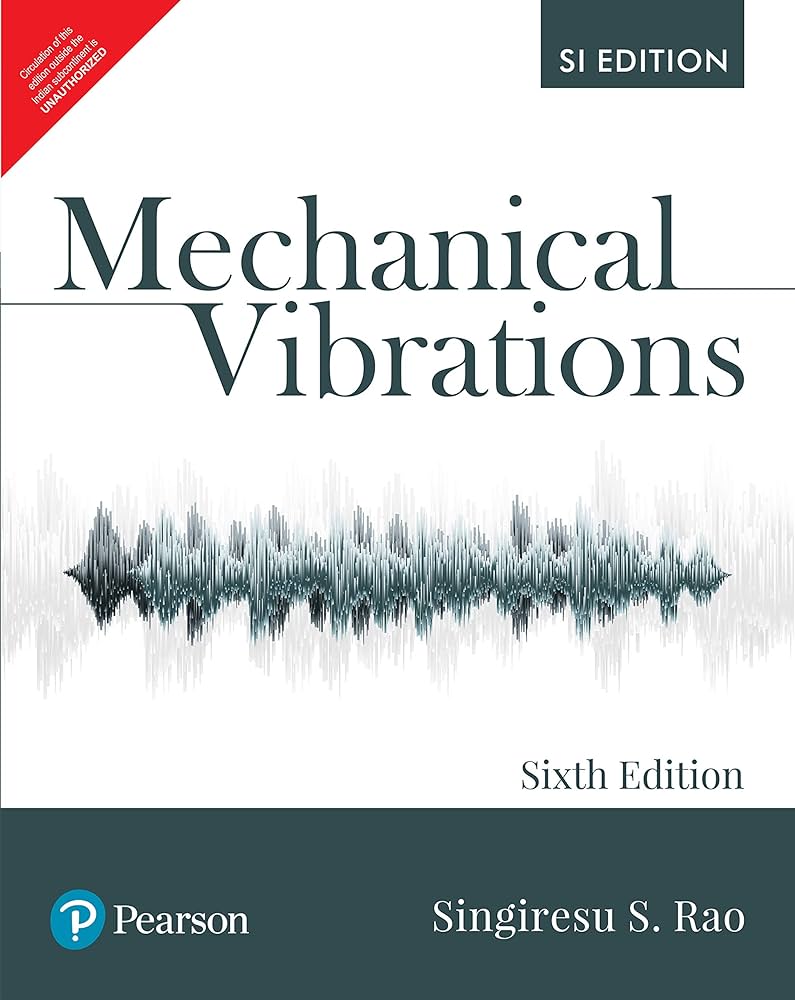 Circulation of this
edition outside the
Indian subcontinent is
UNAUTHORIZED
SI EDITION
Mechanical
Vibrations
Sixth Edition
Pearson
Singiresu S. Rao